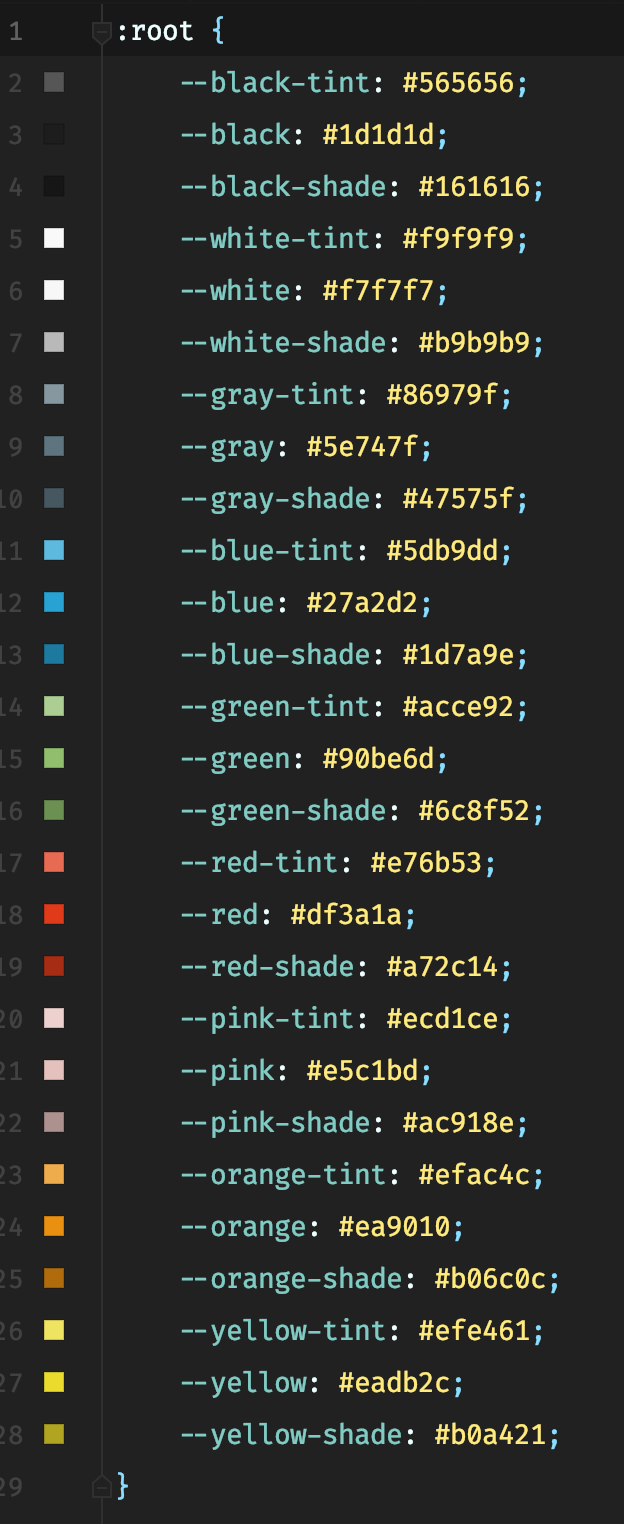 1 :root {
2 --black-tint: #565656;
3 --black: #1d1d1d;
4 --black-shade: #161616;
5 --white-tint: #f9f9f9;
6 --white: #f7f7f7;
7 --white-shade: #b9b9b9;
8 --gray-tint: #86979f;
9 --gray: #5e747f;
10 --gray-shade: #47575f;
11 --blue-tint: #5db9dd;
12 --blue: #27a2d2;
13 --blue-shade: #1d7a9e;
14 --green-tint: #acce92;
15 --green: #90be6d;
16 --green-shade: #6c8f52;
17 --red-tint: #e76b53;
18 --red: #df3a1a;
19 --red-shade: #a72c14;
20 --pink-tint: #ecd1ce;
21 --pink: #e5c1bd;
22 --pink-shade: #ac918e;
23 --orange-tint: #efac4c;
24 --orange: #ea9010;
25 --orange-shade: #b06c0c;
26 --yellow-tint: #efe461;
27 --yellow: #eadb2c;
28 --yellow-shade: #b0a421;
29 }